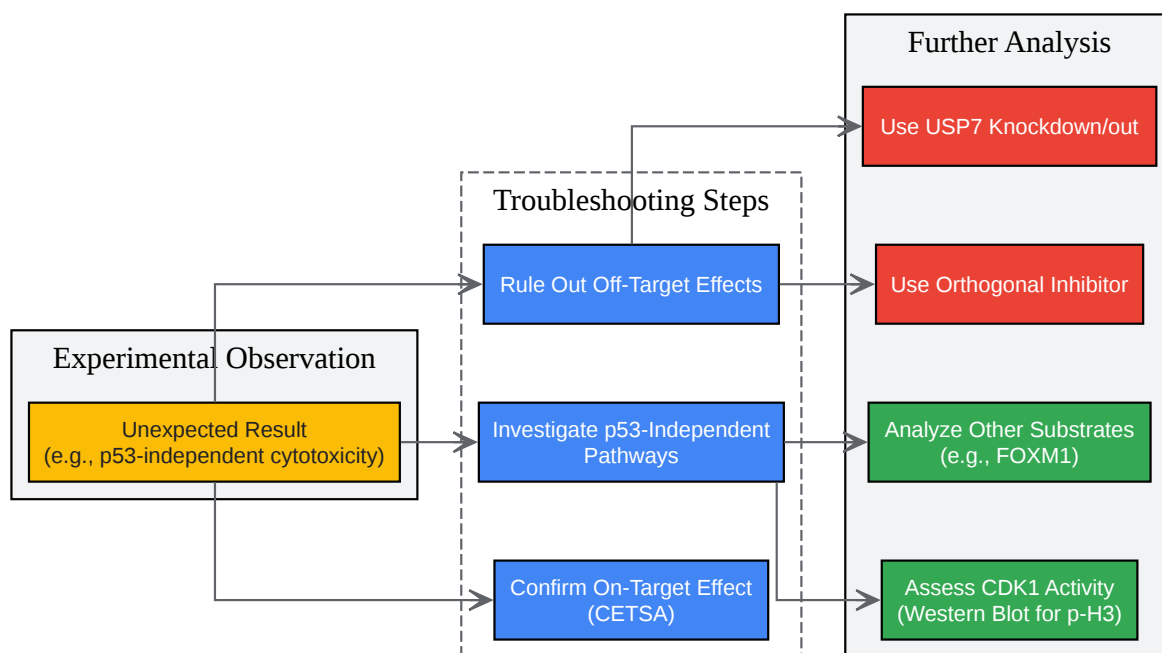 Experimental Observation
Unexpected Result
(e.g., p53-independent cytotoxicity)
Troubleshooting Steps
Rule Out Off-Target Effects
Investigate p53-Independent
Pathways
Confirm On-Target Effect
(CETSA)
Further Analysis
Use USP7 Knockdown/out
Use Orthogonal Inhibitor
Analyze Other Substrates
(e.g., FOXM1)
Assess CDK1 Activity
(Western Blot for p-H3)